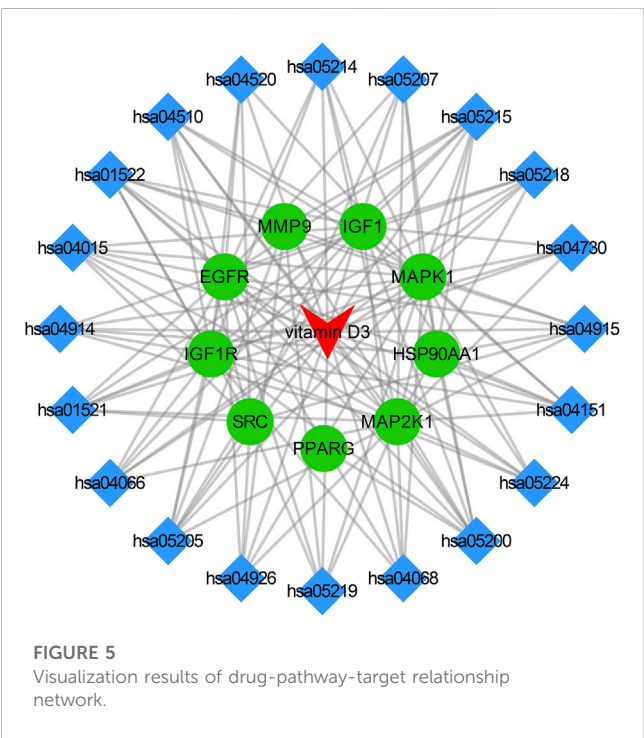 hsa05214
hsa04520
hsa05207
hsa04510
hsa05215
hsa01522
hsa05218
MMP9
IGF1
hsa04015
hsa04730
EGFR
MAPK1
hsa04914
vitamin D3
hsa04915
IGF1R
HSP90AA1
hsa01521
hsa04151
SRC
MAP2K1
PPARG
hsa04066
hsa05224
hsa05205
hsa05200
hsa04926
hsa05219
hsa04068
FIGURE 5
Visualization results of drug-pathway-target relationship
network.